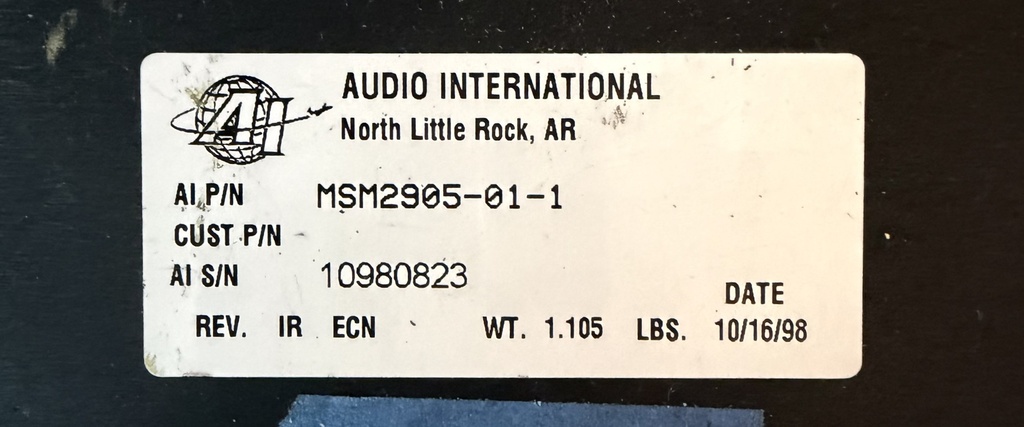 AI
AUDIO INTERNATIONAL
North Little Rock, AR
AI P/N MSM2905-01-1
CUST P/N
AI S/N 10980823
DATE
REV. IR ECN WT. 1.105 LBS. 10/16/98